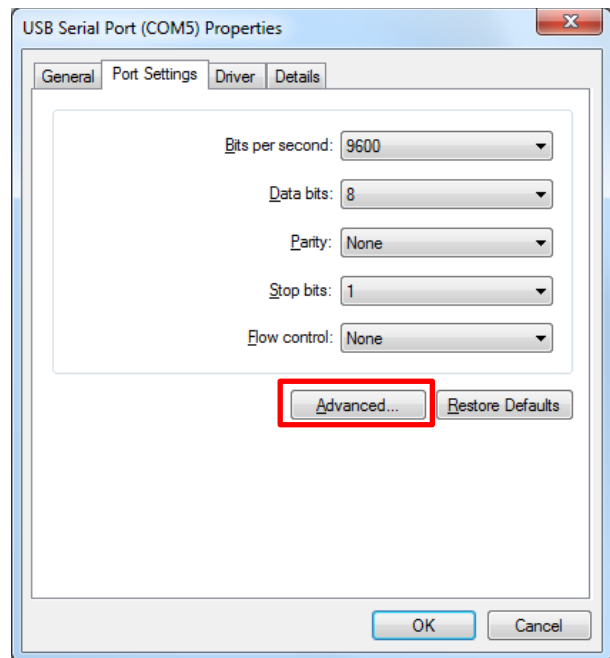 USB Serial Port (COM5) Properties
General Port Settings Driver Details
Bits per second: 9600
Data bits: 8
Parity: None
Stop bits: 1
Flow control: None
Advanced... Restore Defaults
OK Cancel